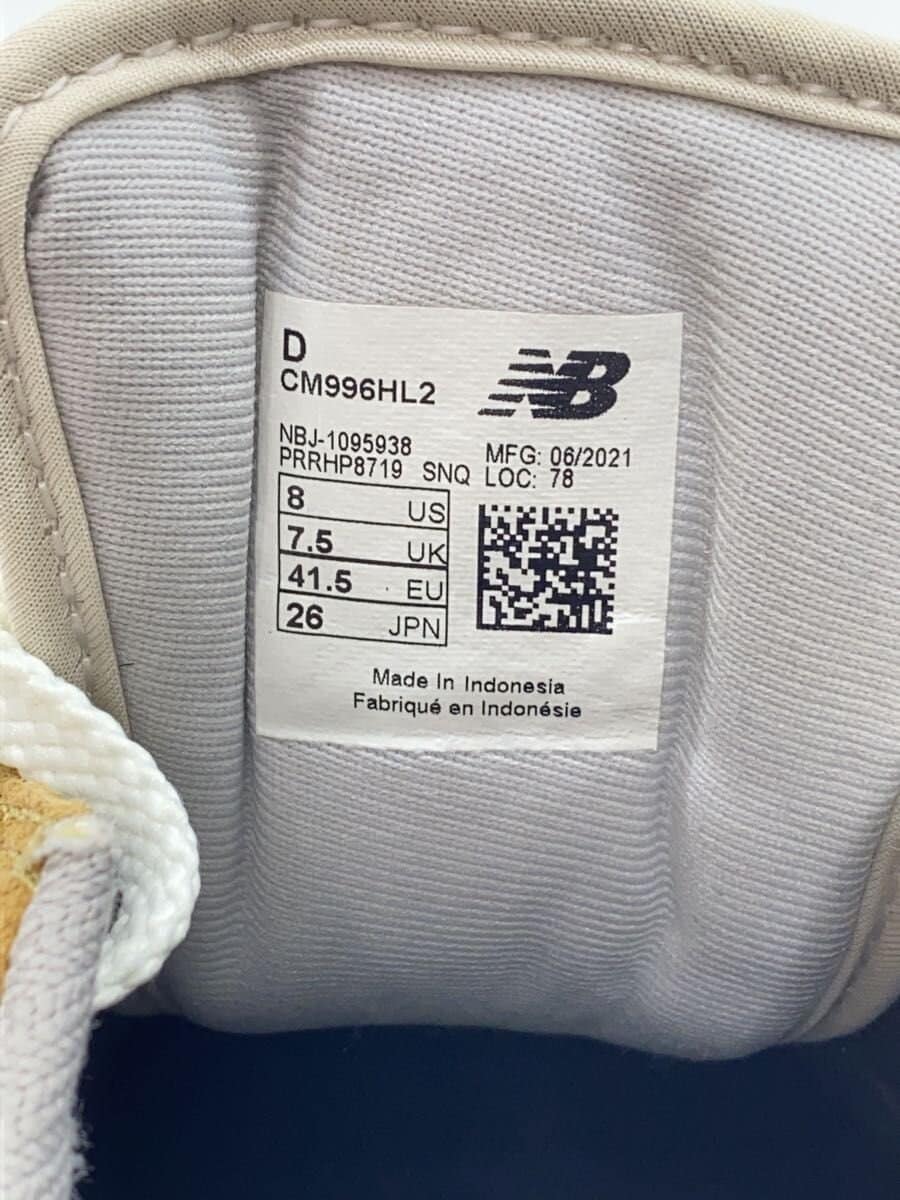 D
CM996HL2
NB
NBJ-1095938
PRRHP8719 SNQ
MFG: 06/2021
LOC: 78
8 US
7.5 UK
41.5 EU
26 JPN
Made In Indonesia
Fabriqué en Indonésie